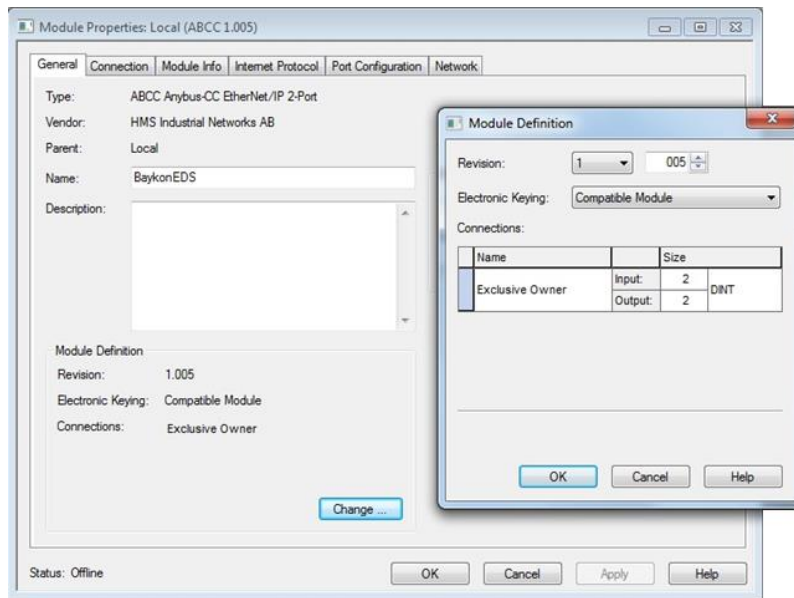 Module Properties: Local (ABCC 1.005)
General Connection Module Info Internet Protocol Port Configuration Network
Type: ABCC Anybus-CC EtherNet/IP 2-Port
Vendor: HMS Industrial Networks AB
Parent: Local
Name: BaykonEDS
Description:
Module Definition
Revision: 1.005
Electronic Keying: Compatible Module
Connections: Exclusive Owner
Change ...
Status: Offline
OK Cancel Apply Help
Module Definition
Revision: 1 005
Electronic Keying: Compatible Module
Connections:
Name Size
Exclusive Owner Input: 2 DINT
Output: 2
OK Cancel Help